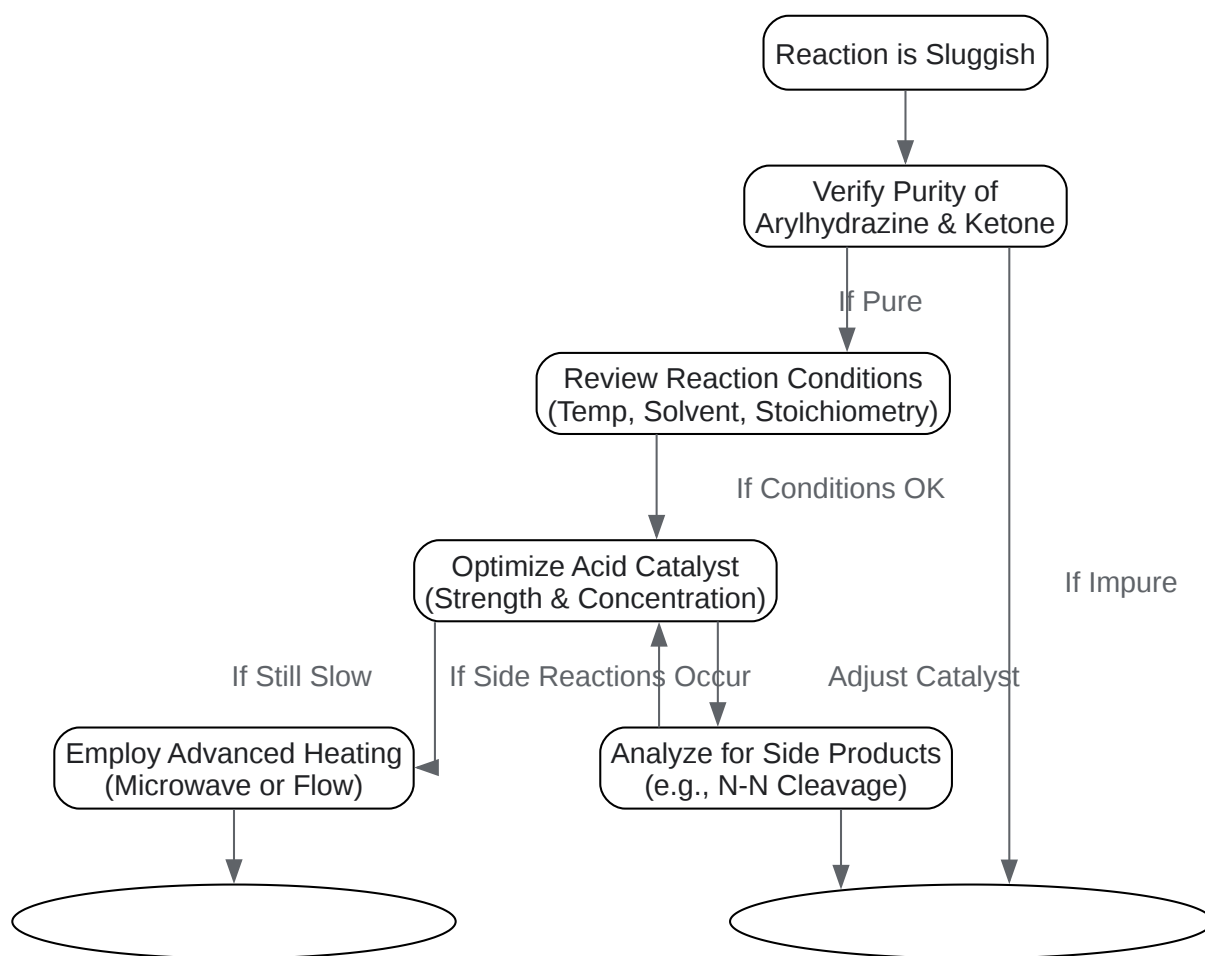 Reaction is Sluggish
Verify Purity of
Arylhydrazine & Ketone
If Pure
Review Reaction Conditions
(Temp, Solvent, Stoichiometry)
If Conditions OK
Optimize Acid Catalyst
(Strength & Concentration)
If Impure
If Still Slow
If Side Reactions Occur
Adjust Catalyst
Employ Advanced Heating
(Microwave or Flow)
Analyze for Side Products
(e.g., N-N Cleavage)